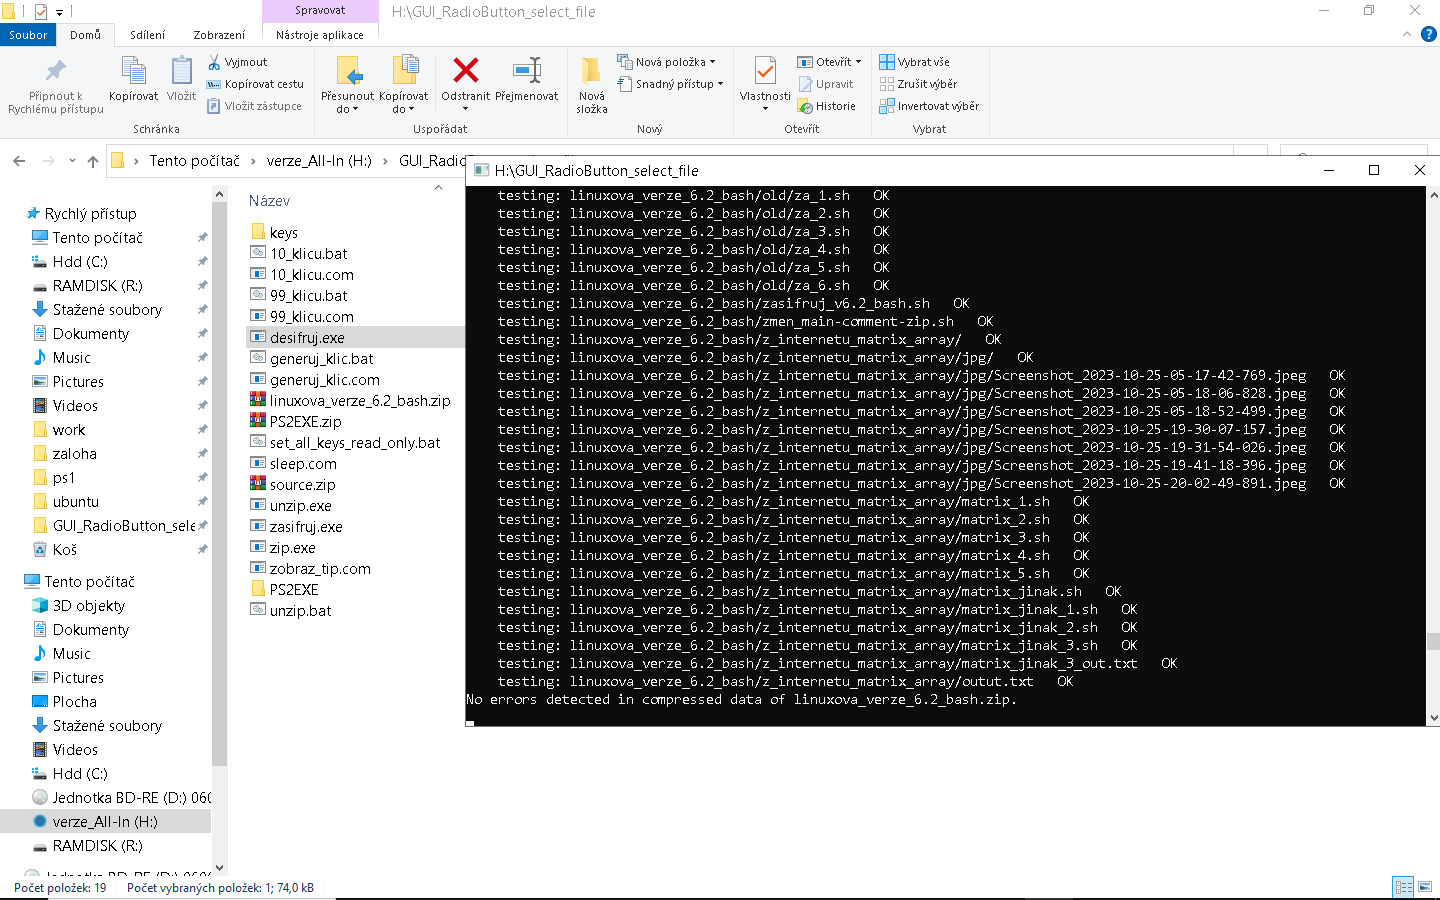 Spravovat
H:\GUI_RadioButton_select_file
Soubor
Domů
Sdílení
Zobrazení
Nástroje aplikace
Připnout k
Rychlému přístupu
Kopírovat
Vložit
Vyjmout
Kopírovat cestu
Vložit zástupce
Schránka
Přesunout
do
Kopírovat
do
Odstranit
Přejmenovat
Uspořádat
Nová
složka
Nová položka
Snadný přístup
Nový
Vlastnosti
Otevřít
Upravit
Historie
Otevřít
Vybrat vše
Zrušit výběr
Invertovat výběr
Vybrat
Tento počítač
verze_All-In (H:)
H:\GUI_RadioButton_select_file
Rychlý přístup
Tento počítač
Hdd (C:)
RAMDISK (R:)
Stažené soubory
Dokumenty
Music
Pictures
Videos
work
zaloha
ps1
ubuntu
GUI_RadioButton_sele
Koš
Tento počítač
3D objekty
Dokumenty
Music
Pictures
Plocha
Stažené soubory
Videos
Hdd (C:)
Jednotka BD-RE (D:) 060
verze_All-In (H:)
RAMDISK (R:)
Název
keys
10_klicu.bat
10_klicu.com
99_klicu.bat
99_klicu.com
desifruj.exe
generuj_klic.bat
generuj_klic.com
linuxova_verze_6.2_bash.zip
PS2EXE.zip
set_all_keys_read_only.bat
sleep.com
source.zip
unzip.exe
zasifruj.exe
zip.exe
zobraz_tip.com
PS2EXE
unzip.bat
testing: linuxova_verze_6.2_bash/old/za_1.sh OK
testing: linuxova_verze_6.2_bash/old/za_2.sh OK
testing: linuxova_verze_6.2_bash/old/za_3.sh OK
testing: linuxova_verze_6.2_bash/old/za_4.sh OK
testing: linuxova_verze_6.2_bash/old/za_5.sh OK
testing: linuxova_verze_6.2_bash/old/za_6.sh OK
testing: linuxova_verze_6.2_bash/zasifruj_v6.2_bash.sh OK
testing: linuxova_verze_6.2_bash/zmen_main-comment-zip.sh OK
testing: linuxova_verze_6.2_bash/z_internetu_matrix_array/ OK
testing: linuxova_verze_6.2_bash/z_internetu_matrix_array/jpg/ OK
testing: linuxova_verze_6.2_bash/z_internetu_matrix_array/jpg/Screenshot_2023-10-25-05-17-42-769.jpeg OK
testing: linuxova_verze_6.2_bash/z_internetu_matrix_array/jpg/Screenshot_2023-10-25-05-18-06-828.jpeg OK
testing: linuxova_verze_6.2_bash/z_internetu_matrix_array/jpg/Screenshot_2023-10-25-05-18-52-499.jpeg OK
testing: linuxova_verze_6.2_bash/z_internetu_matrix_array/jpg/Screenshot_2023-10-25-19-30-07-157.jpeg OK
testing: linuxova_verze_6.2_bash/z_internetu_matrix_array/jpg/Screenshot_2023-10-25-19-31-54-026.jpeg OK
testing: linuxova_verze_6.2_bash/z_internetu_matrix_array/jpg/Screenshot_2023-10-25-19-41-18-396.jpeg OK
testing: linuxova_verze_6.2_bash/z_internetu_matrix_array/jpg/Screenshot_2023-10-25-20-02-49-891.jpeg OK
testing: linuxova_verze_6.2_bash/z_internetu_matrix_array/matrix_1.sh OK
testing: linuxova_verze_6.2_bash/z_internetu_matrix_array/matrix_2.sh OK
testing: linuxova_verze_6.2_bash/z_internetu_matrix_array/matrix_3.sh OK
testing: linuxova_verze_6.2_bash/z_internetu_matrix_array/matrix_4.sh OK
testing: linuxova_verze_6.2_bash/z_internetu_matrix_array/matrix_5.sh OK
testing: linuxova_verze_6.2_bash/z_internetu_matrix_array/matrix_jinak.sh OK
testing: linuxova_verze_6.2_bash/z_internetu_matrix_array/matrix_jinak_1.sh OK
testing: linuxova_verze_6.2_bash/z_internetu_matrix_array/matrix_jinak_2.sh OK
testing: linuxova_verze_6.2_bash/z_internetu_matrix_array/matrix_jinak_3.sh OK
testing: linuxova_verze_6.2_bash/z_internetu_matrix_array/matrix_jinak_3_out.txt OK
testing: linuxova_verze_6.2_bash/z_internetu_matrix_array/outut.txt OK
No errors detected in compressed data of linuxova_verze_6.2_bash.zip.
Počet položek: 19
Počet vybraných položek: 1; 74,0 kB